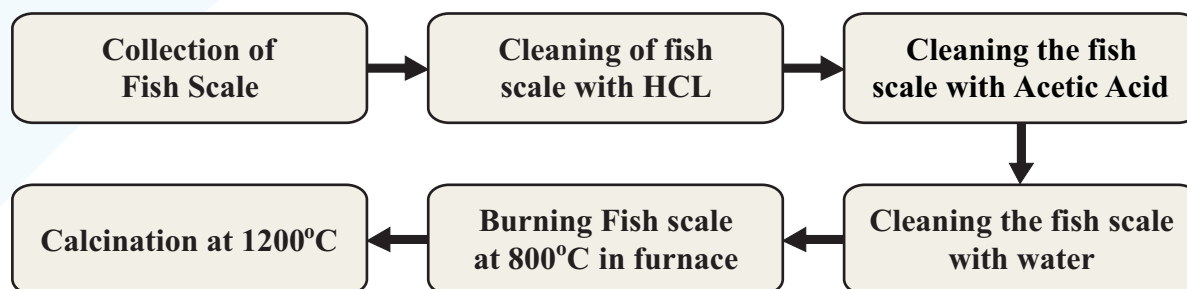 Collection of
Fish Scale
Cleaning of fish
scale with HCL
Cleaning the fish
scale with Acetic Acid
Cleaning the fish scale
with water
Burning Fish scale
at 800°C in furnace
Calcination at 1200°C